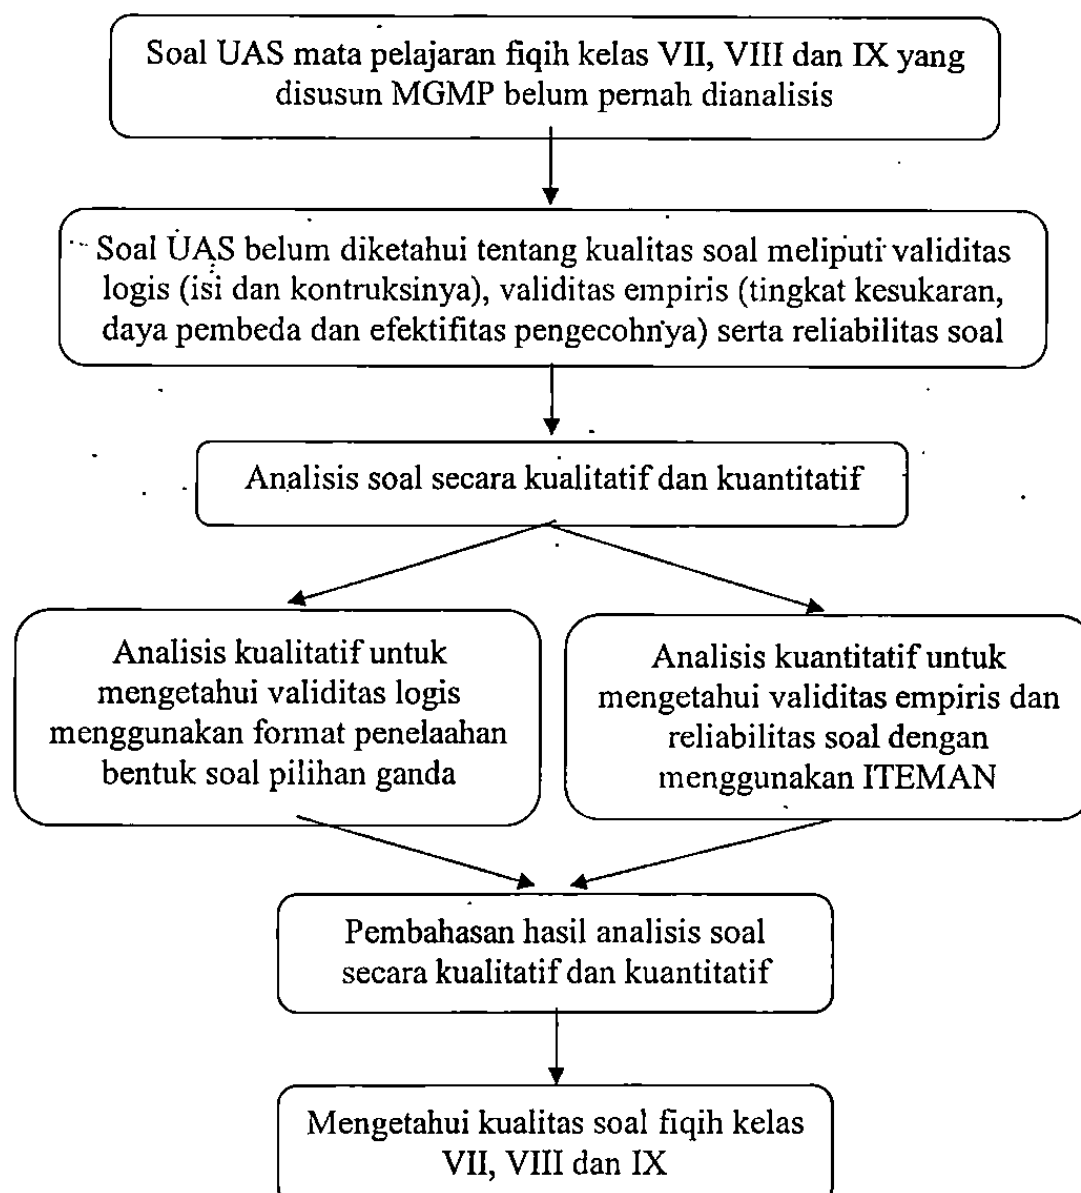 Soal UAS mata pelajaran fiqih kelas VII, VIII dan IX yang
disusun MGMP belum pernah dianalisis
Soal UAS belum diketahui tentang kualitas soal meliputi validitas
logis (isi dan kontruksinya), validitas empiris (tingkat kesukaran,
daya pembeda dan efektifitas pengecohnya) serta reliabilitas soal
Analisis soal secara kualitatif dan kuantitatif
Analisis kualitatif untuk
mengetahui validitas logis
menggunakan format penelaahan
bentuk soal pilihan ganda
Analisis kuantitatif untuk
mengetahui validitas empiris dan
reliabilitas soal dengan
menggunakan ITEMAN
Pembahasan hasil analisis soal
secara kualitatif dan kuantitatif
Mengetahui kualitas soal fiqih kelas
VII, VIII dan IX